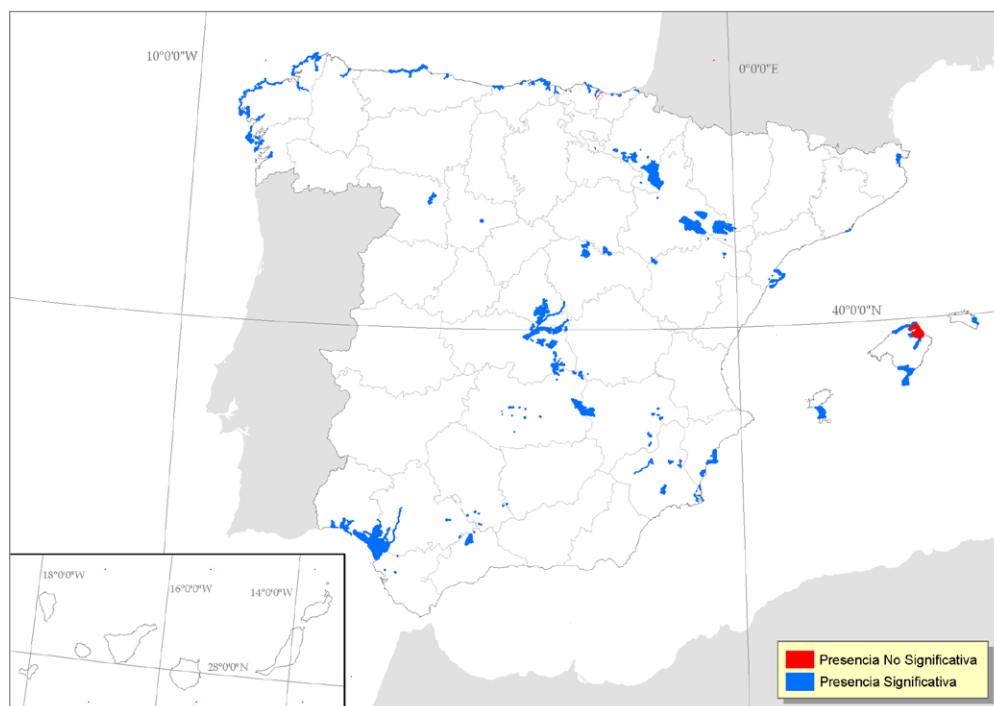 10°0'0"W
0°0'0"E
40°0'0"N
18°0'0"W
16°0'0"W
14°0'0"W
28°0'0"N
Presencia No Significativa
Presencia Significativa